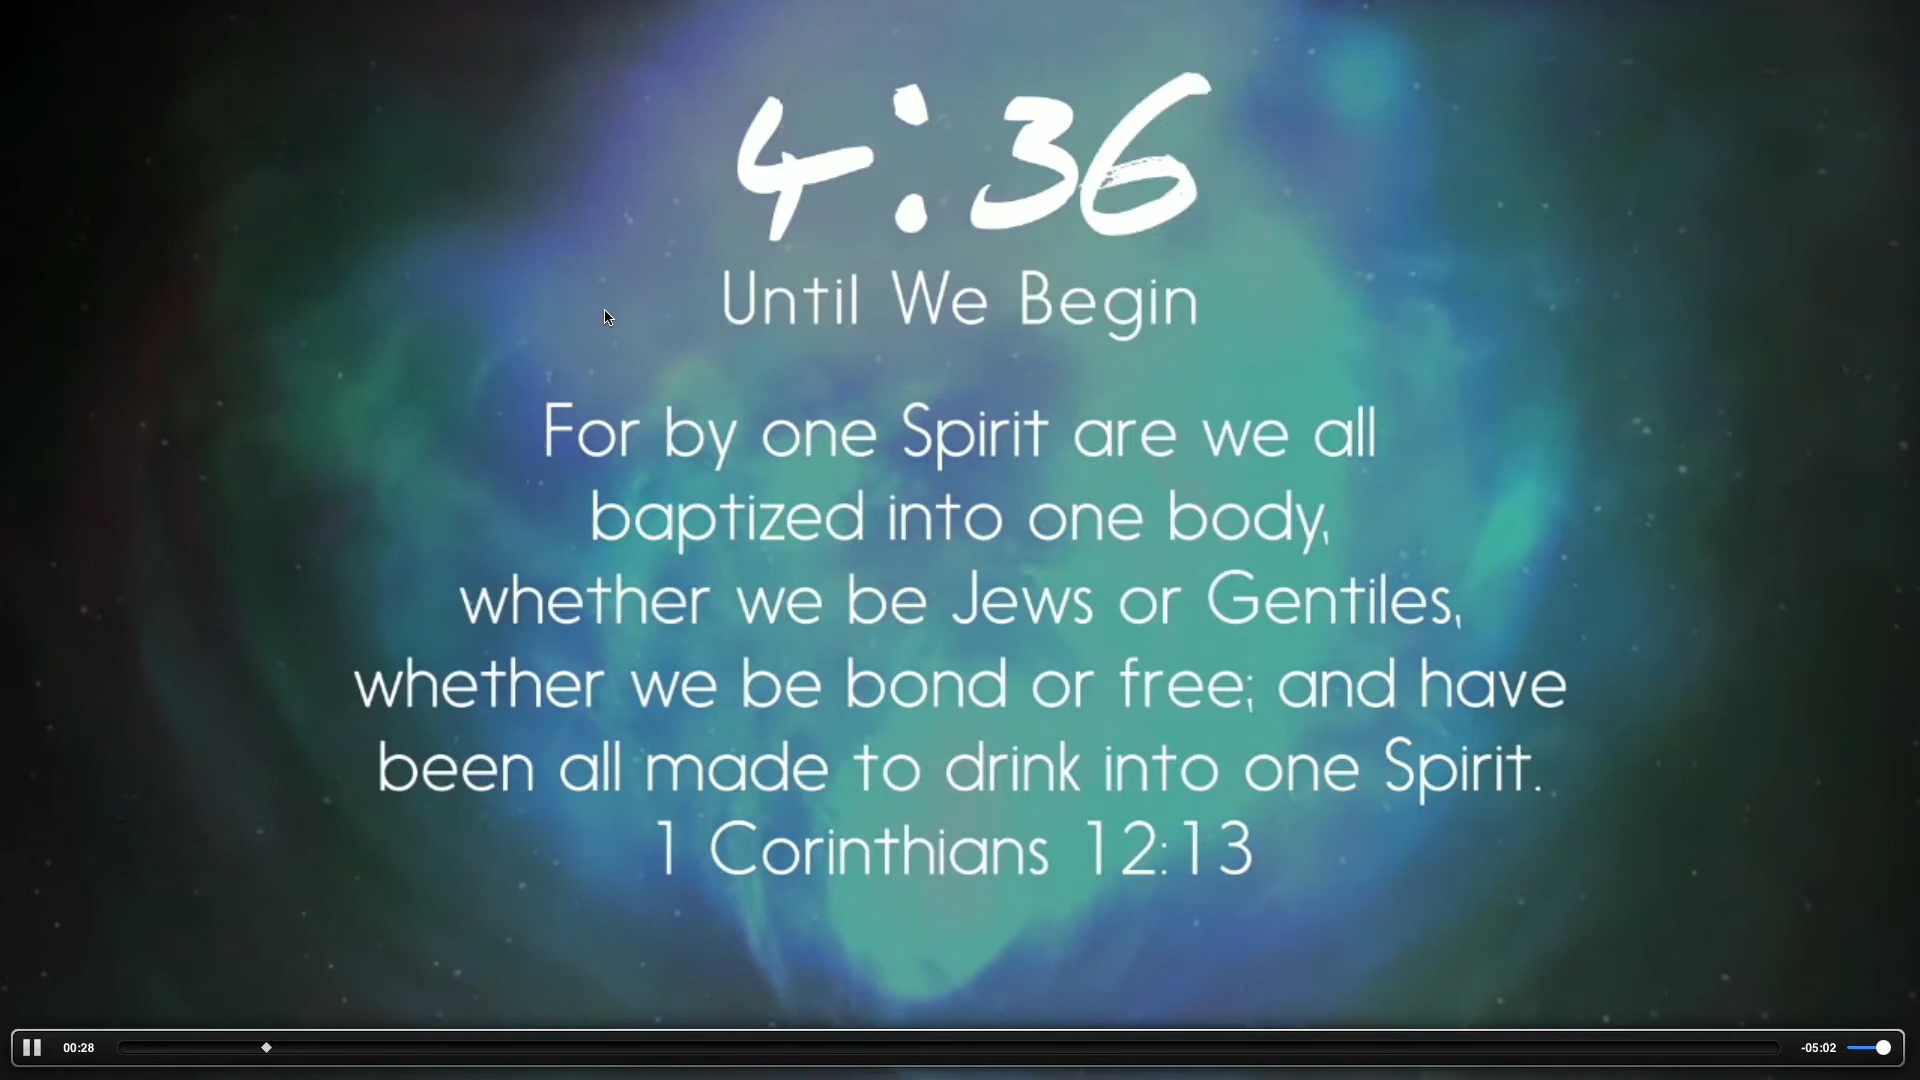 4:36
Until We Begin
For by one Spirit are we all
baptized into one body,
whether we be Jews or Gentiles,
whether we be bond or free; and have
been all made to drink into one Spirit.
1 Corinthians 12:13
00:28 -05:02